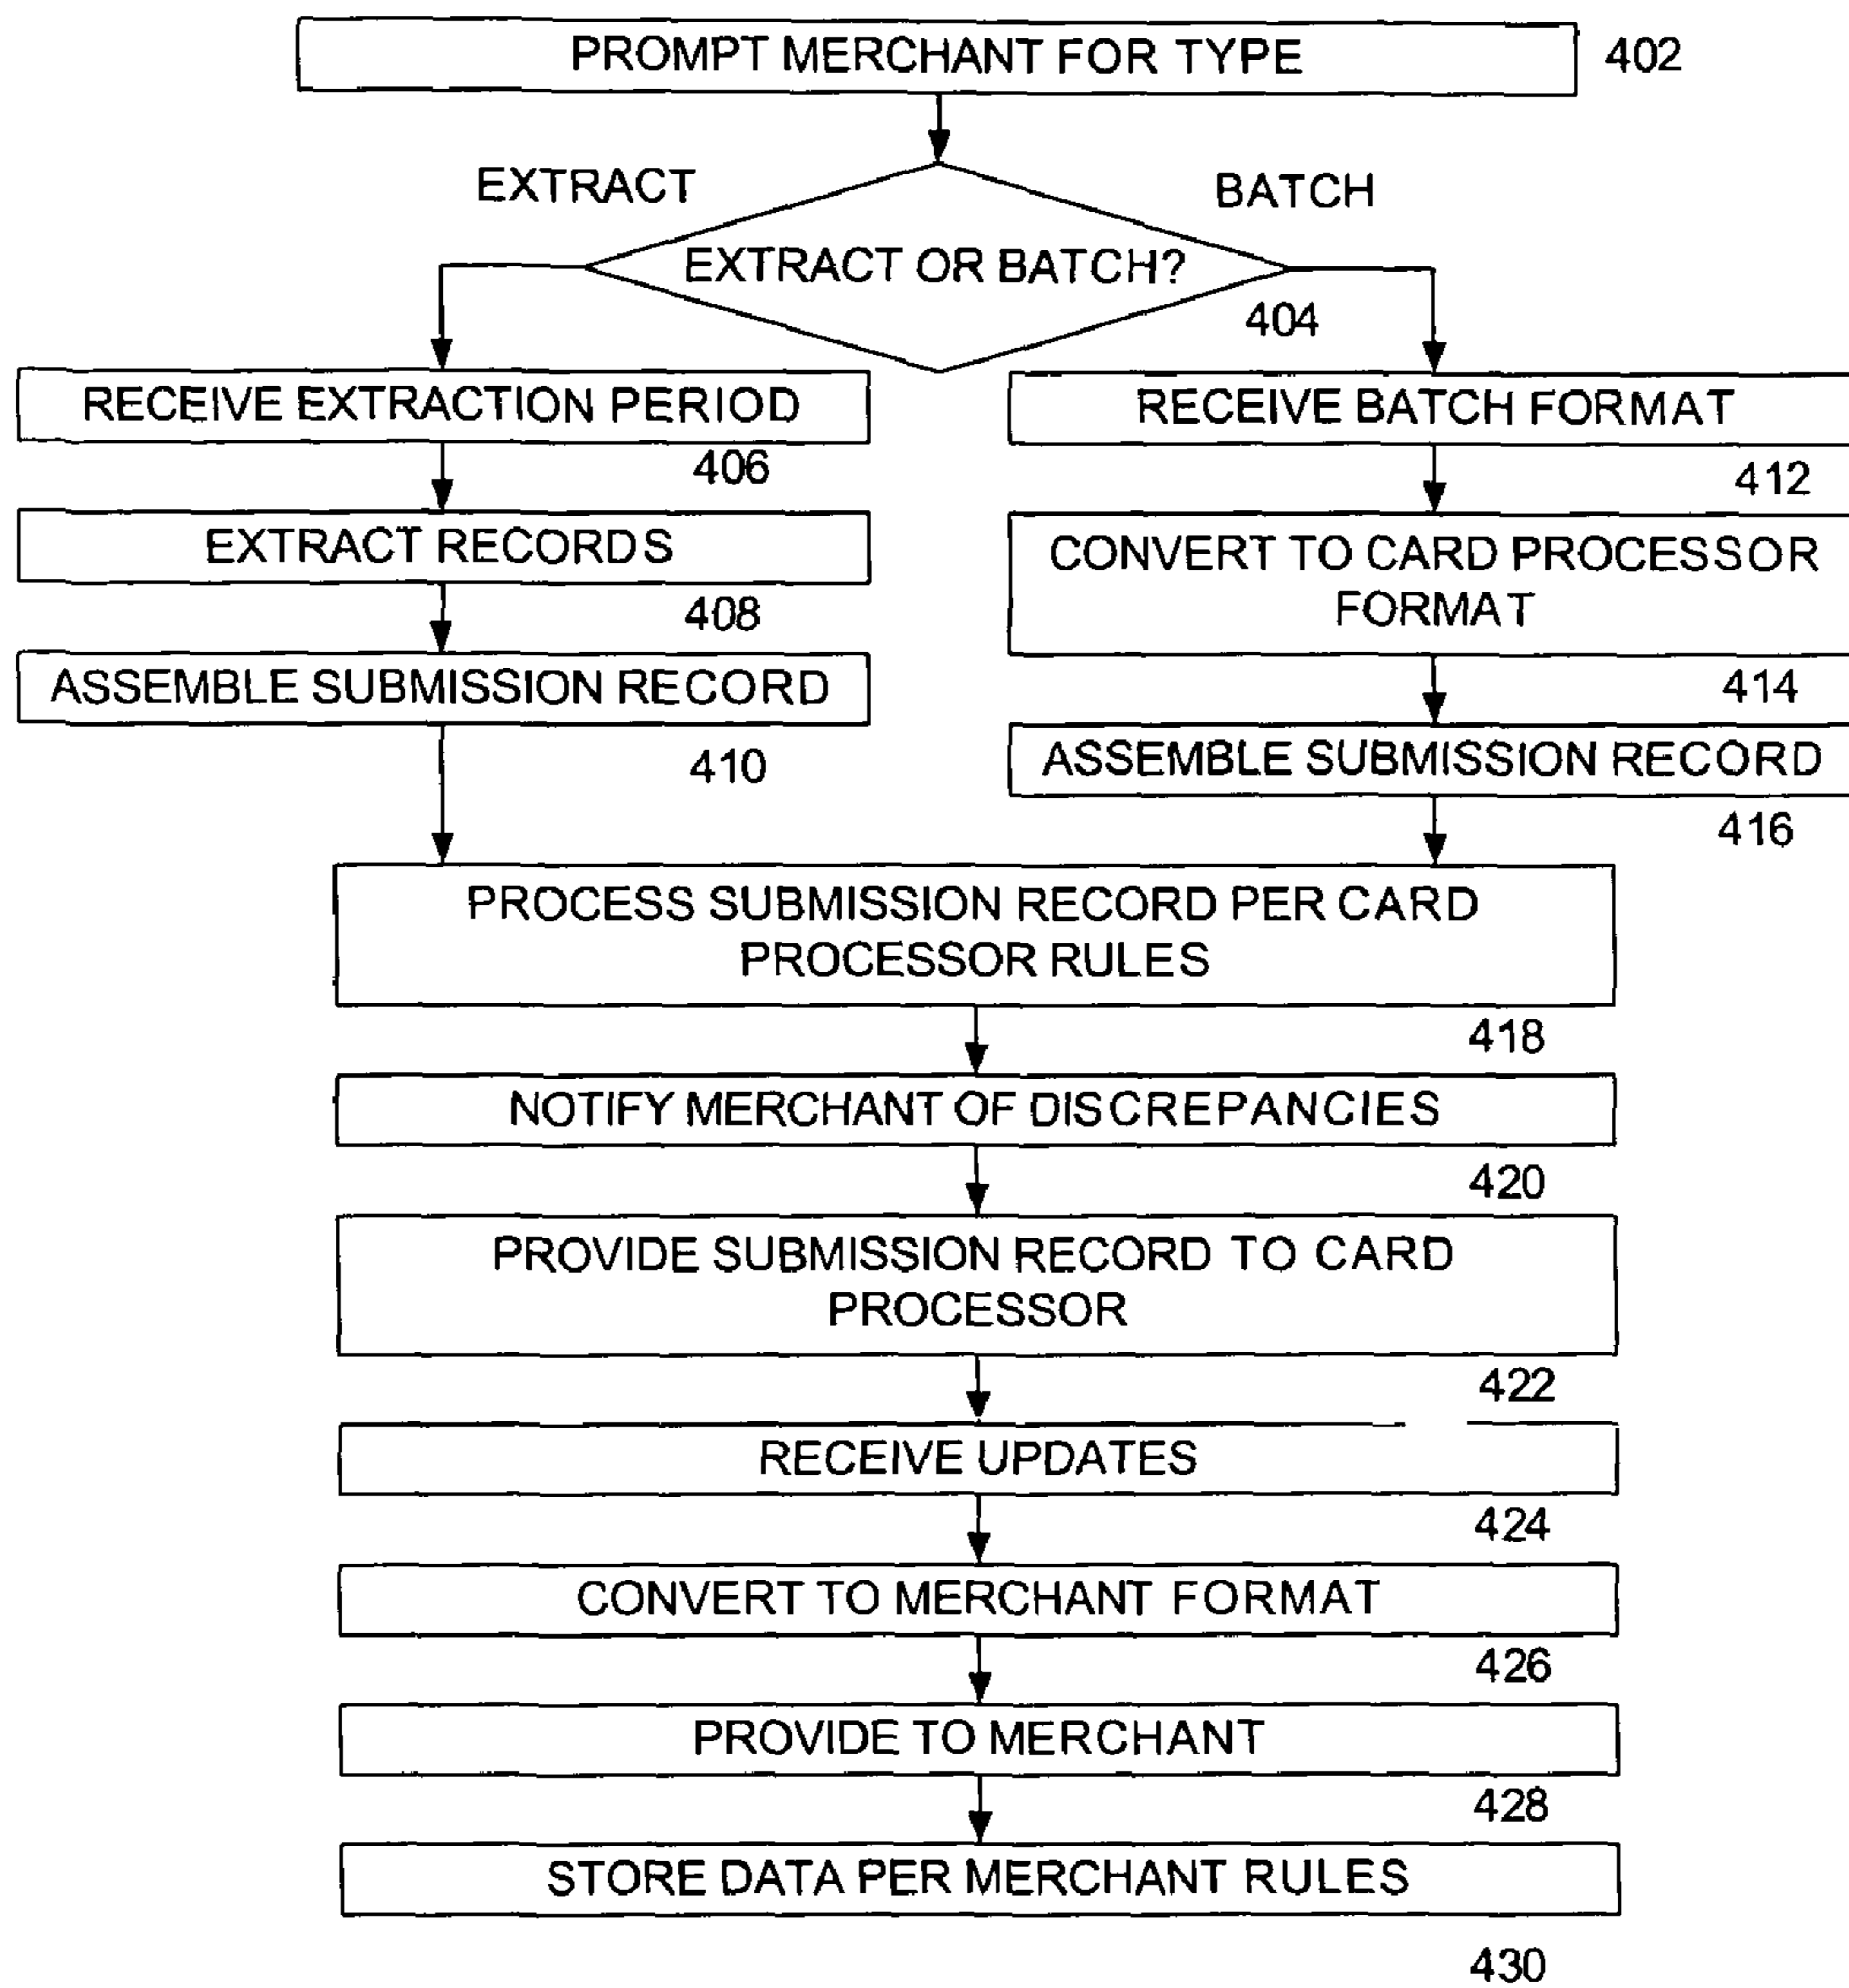 PROMPT MERCHANT FOR TYPE
402
EXTRACT
BATCH
EXTRACT OR BATCH?
404
RECEIVE EXTRACTION PERIOD
406
EXTRACT RECORDS
408
ASSEMBLE SUBMISSION RECORD
410
RECEIVE BATCH FORMAT
412
CONVERT TO CARD PROCESSOR
FORMAT
414
ASSEMBLE SUBMISSION RECORD
416
PROCESS SUBMISSION RECORD PER CARD
PROCESSOR RULES
418
NOTIFY MERCHANT OF DISCREPANCIES
420
PROVIDE SUBMISSION RECORD TO CARD
PROCESSOR
422
RECEIVE UPDATES
424
CONVERT TO MERCHANT FORMAT
426
PROVIDE TO MERCHANT
428
STORE DATA PER MERCHANT RULES
430